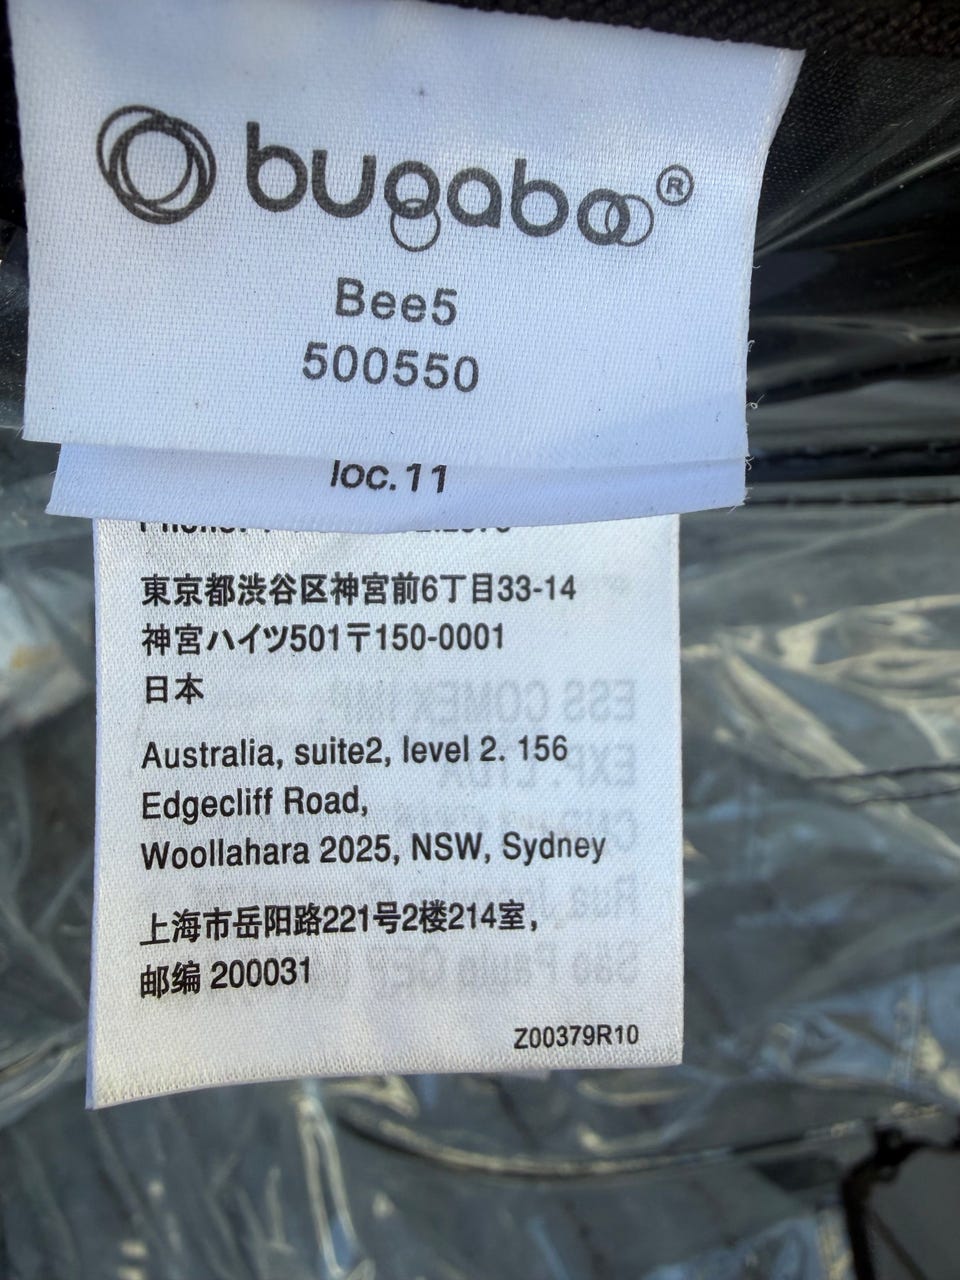 bugaboo®
Bee5
500550
loc.11
東京都渋谷区神宮前6丁目33-14
神宮ハイツ501〒150-0001
日本
Australia, suite2, level 2. 156
Edgecliff Road,
Woollahara 2025, NSW, Sydney
上海市岳阳路221号2楼214室,
邮编 200031
Z00379R10